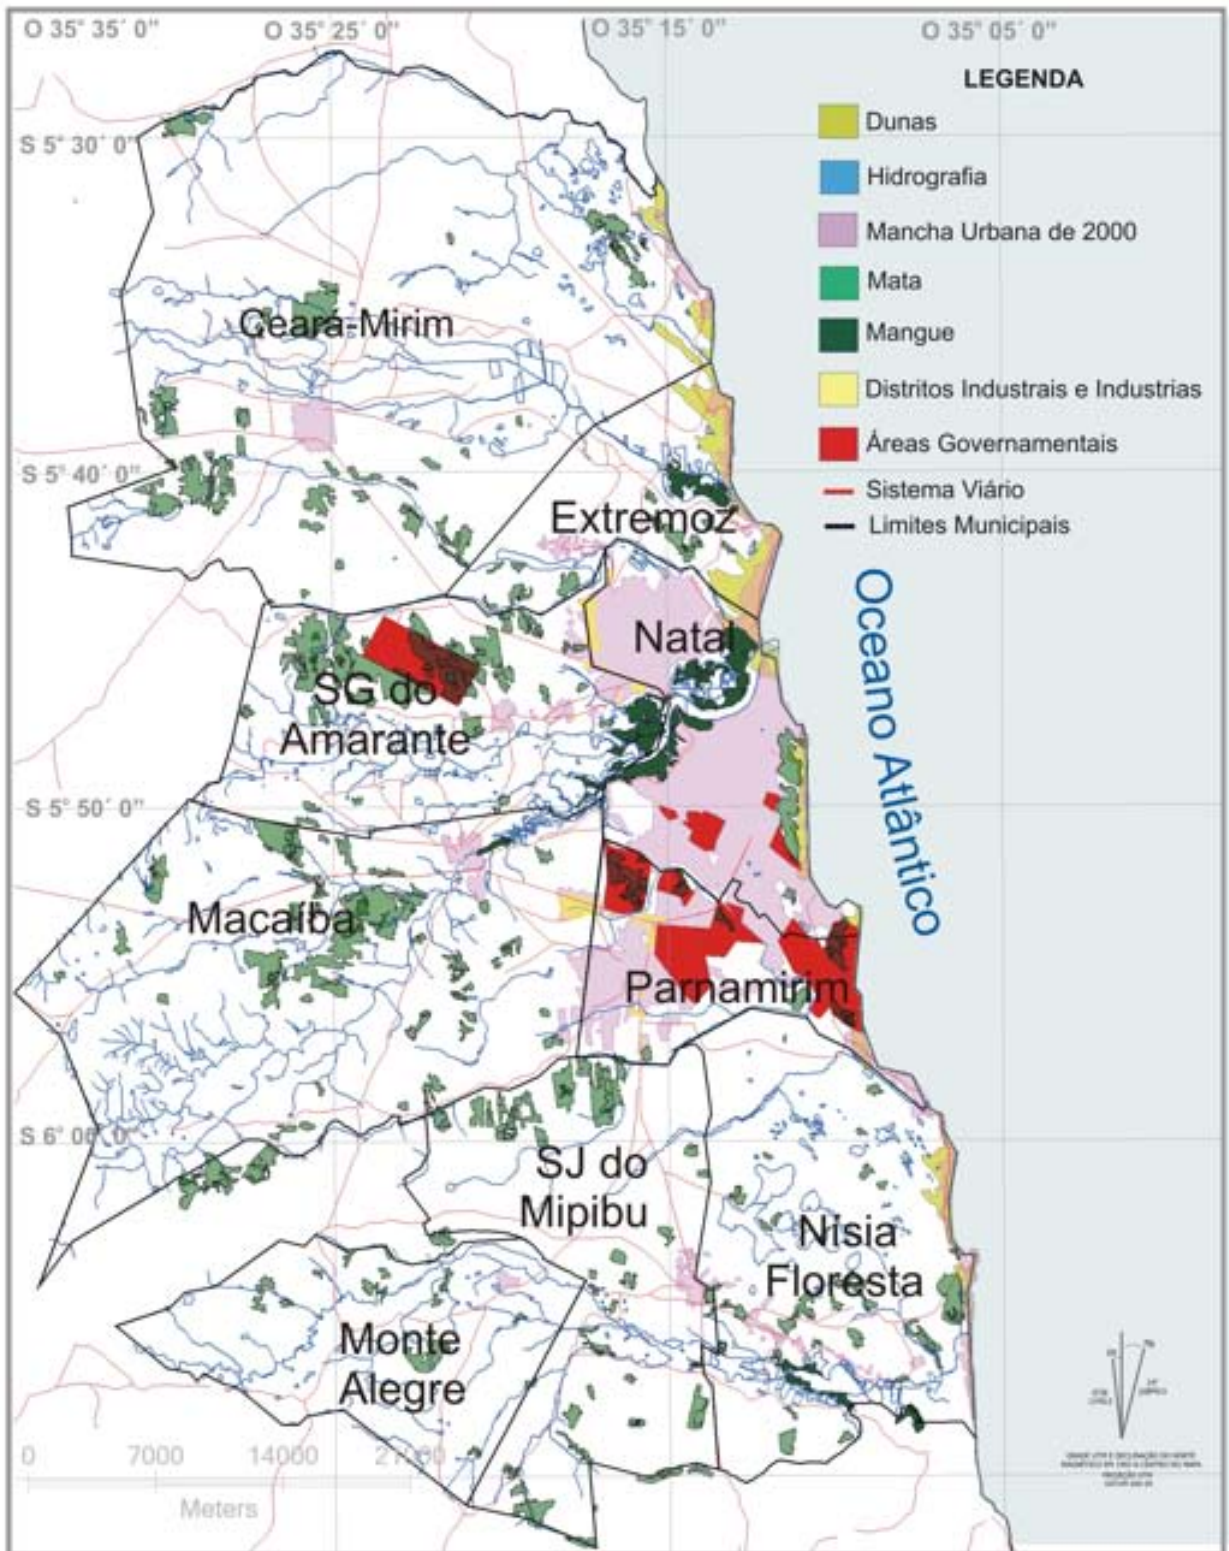 O 35° 35' 0" O 35° 25' 0" O 35° 15' 0" O 35° 05' 0"
LEGENDA
Dunas
Hidrografia
Mancha Urbana de 2000
Mata
Mangue
Distritos Industrais e Industrias
Áreas Governamentais
Sistema Viário
Limites Municipais
S 5° 30' 0"
S 5° 40' 0"
S 5° 50' 0"
S 6° 00' 0"
Ceará-Mirim
Extremoz
Natal
SG do
Amarante
Macaíba
Parnamirim
SJ do
Mipibu
Nísia
Floresta
Monte
Alegre
Oceano Atlântico
0 7000 14000
Meters